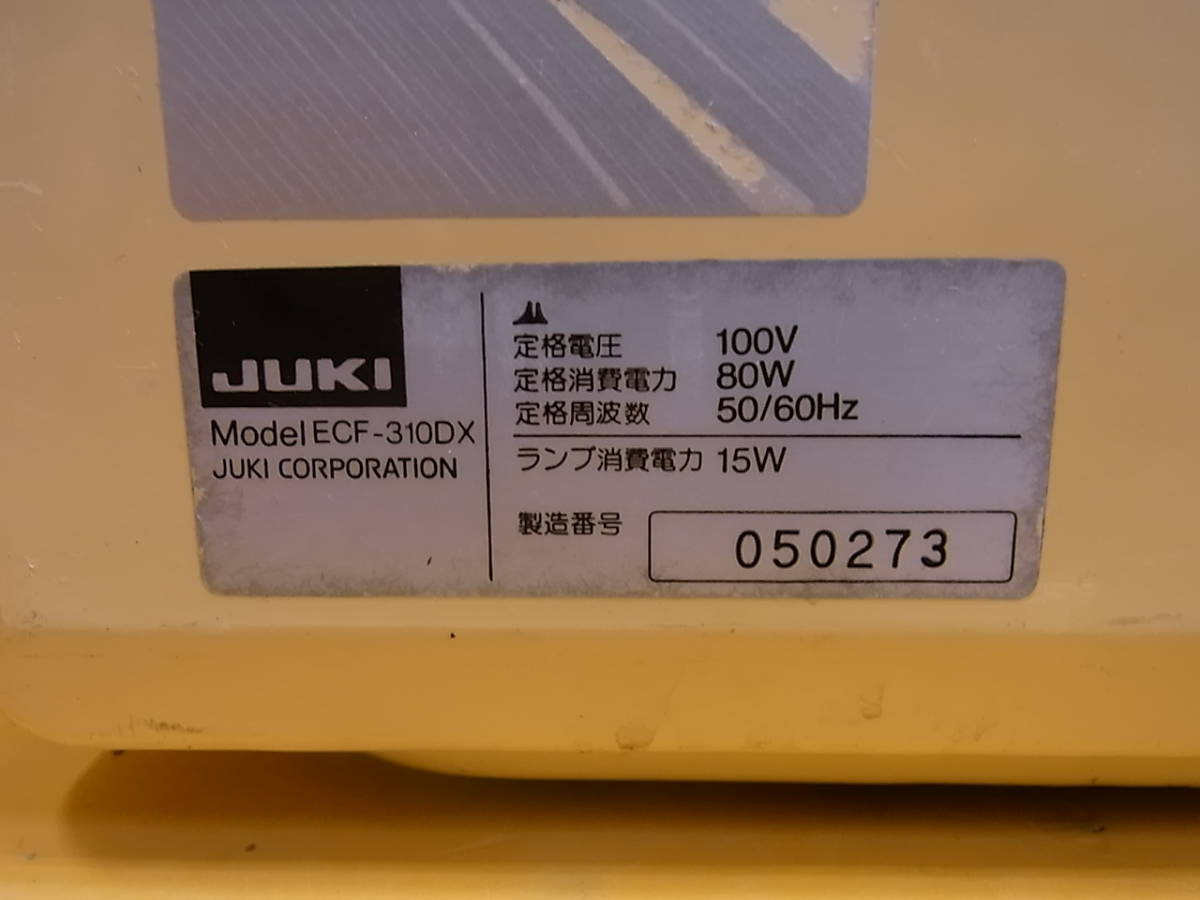 JUKI
Model ECF-310DX
JUKI CORPORATION
定格電圧 100V
定格消費電力 80W
定格周波数 50/60Hz
ランプ消費電力 15W
製造番号 050273